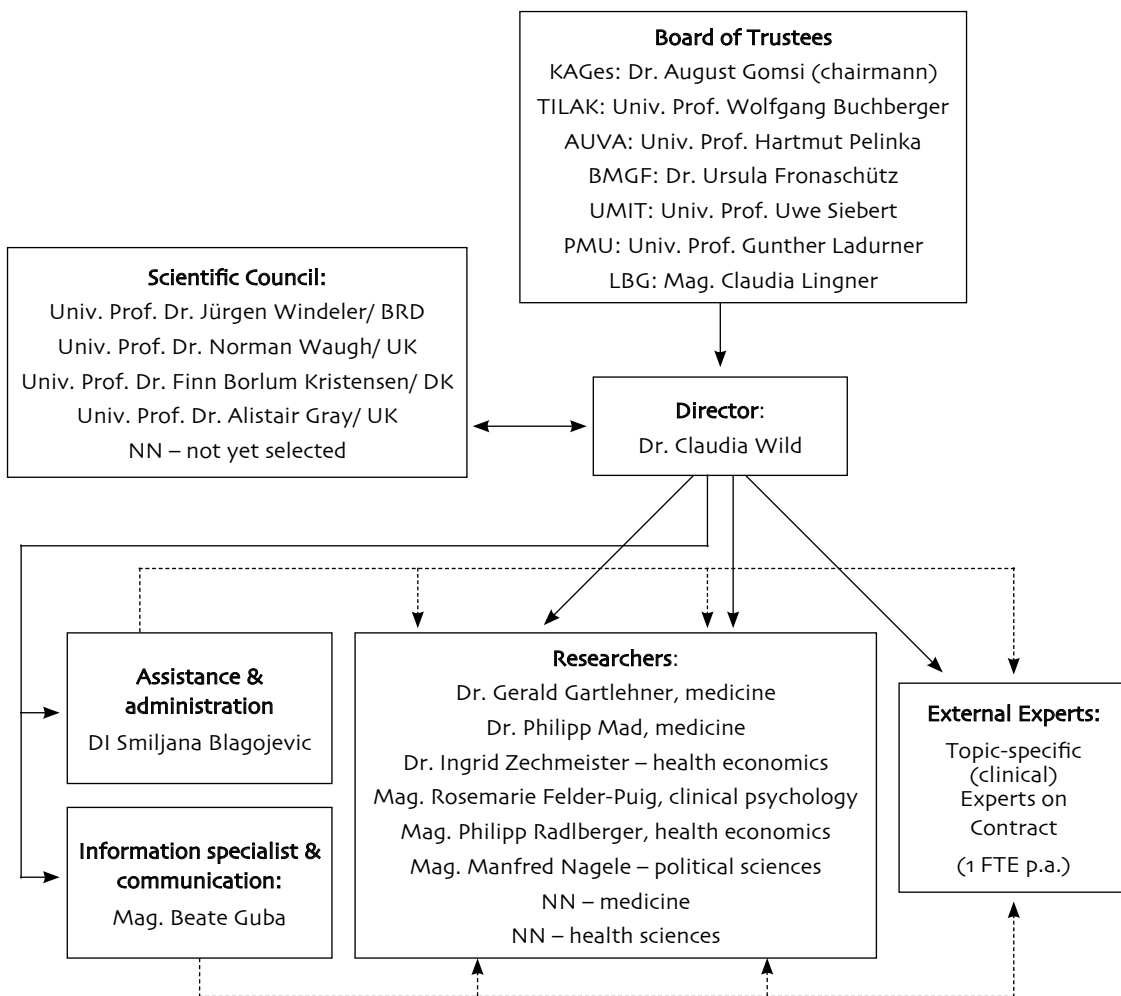 Board of Trustees
KAGes: Dr. August Gomsi (chairmann)
TILAK: Univ. Prof. Wolfgang Buchberger
AUVA: Univ. Prof. Hartmut Pelinka
BMGF: Dr. Ursula Fronaschütz
UMIT: Univ. Prof. Uwe Siebert
PMU: Univ. Prof. Gunther Ladurner
LBG: Mag. Claudia Lingner
Scientific Council:
Univ. Prof. Dr. Jürgen Windeler/ BRD
Univ. Prof. Dr. Norman Waugh/ UK
Univ. Prof. Dr. Finn Borlum Kristensen/ DK
Univ. Prof. Dr. Alistair Gray/ UK
NN – not yet selected
Director:
Dr. Claudia Wild
Assistance &
administration
DI Smiljana Blagojevic
Information specialist &
communication:
Mag. Beate Guba
Researchers:
Dr. Gerald Gartlehner, medicine
Dr. Philipp Mad, medicine
Dr. Ingrid Zechmeister – health economics
Mag. Rosemarie Felder-Puig, clinical psychology
Mag. Philipp Radlberger, health economics
Mag. Manfred Nagele – political sciences
NN – medicine
NN – health sciences
External Experts:
Topic-specific
(clinical)
Experts on
Contract
(1 FTE p.a.)